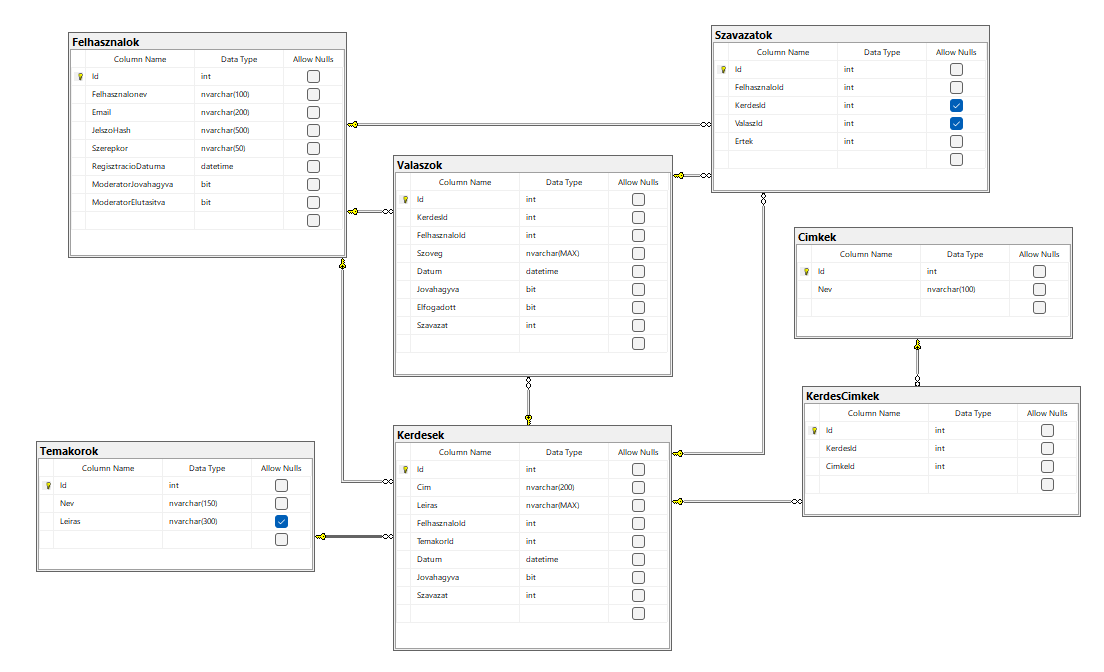 Felhasznalok
Column Name Data Type Allow Nulls
Id int
Felhasznalonev nvarchar(100)
Email nvarchar(200)
JelszoHash nvarchar(500)
Szerepkor nvarchar(50)
RegisztracioDatuma datetime
ModeratorJovahagyva bit
ModeratorElutasitva bit
Szavazatok
Column Name Data Type Allow Nulls
Id int
FelhasznaloId int
KerdesId int
ValaszId int
Ertek int
Valaszok
Column Name Data Type Allow Nulls
Id int
KerdesId int
FelhasznaloId int
Szoveg nvarchar(MAX)
Datum datetime
Jovahagyva bit
Elfogadott bit
Szavazat int
Cimkek
Column Name Data Type Allow Nulls
Id int
Nev nvarchar(100)
KerdesCimkek
Column Name Data Type Allow Nulls
Id int
KerdesId int
CimkeId int
Temakorok
Column Name Data Type Allow Nulls
Id int
Nev nvarchar(150)
Leiras nvarchar(300)
Kerdesek
Column Name Data Type Allow Nulls
Id int
Cim nvarchar(200)
Leiras nvarchar(MAX)
FelhasznaloId int
TemakorId int
Datum datetime
Jovahagyva bit
Szavazat int